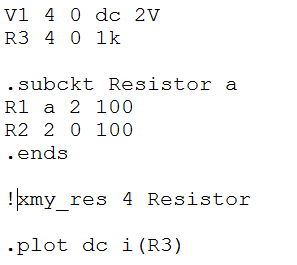 V1 4 0 dc 2V
R3 4 0 1k
.subckt Resistor a
R1 a 2 100
R2 2 0 100
.ends
!xmy_res 4 Resistor
.plot dc i(R3)